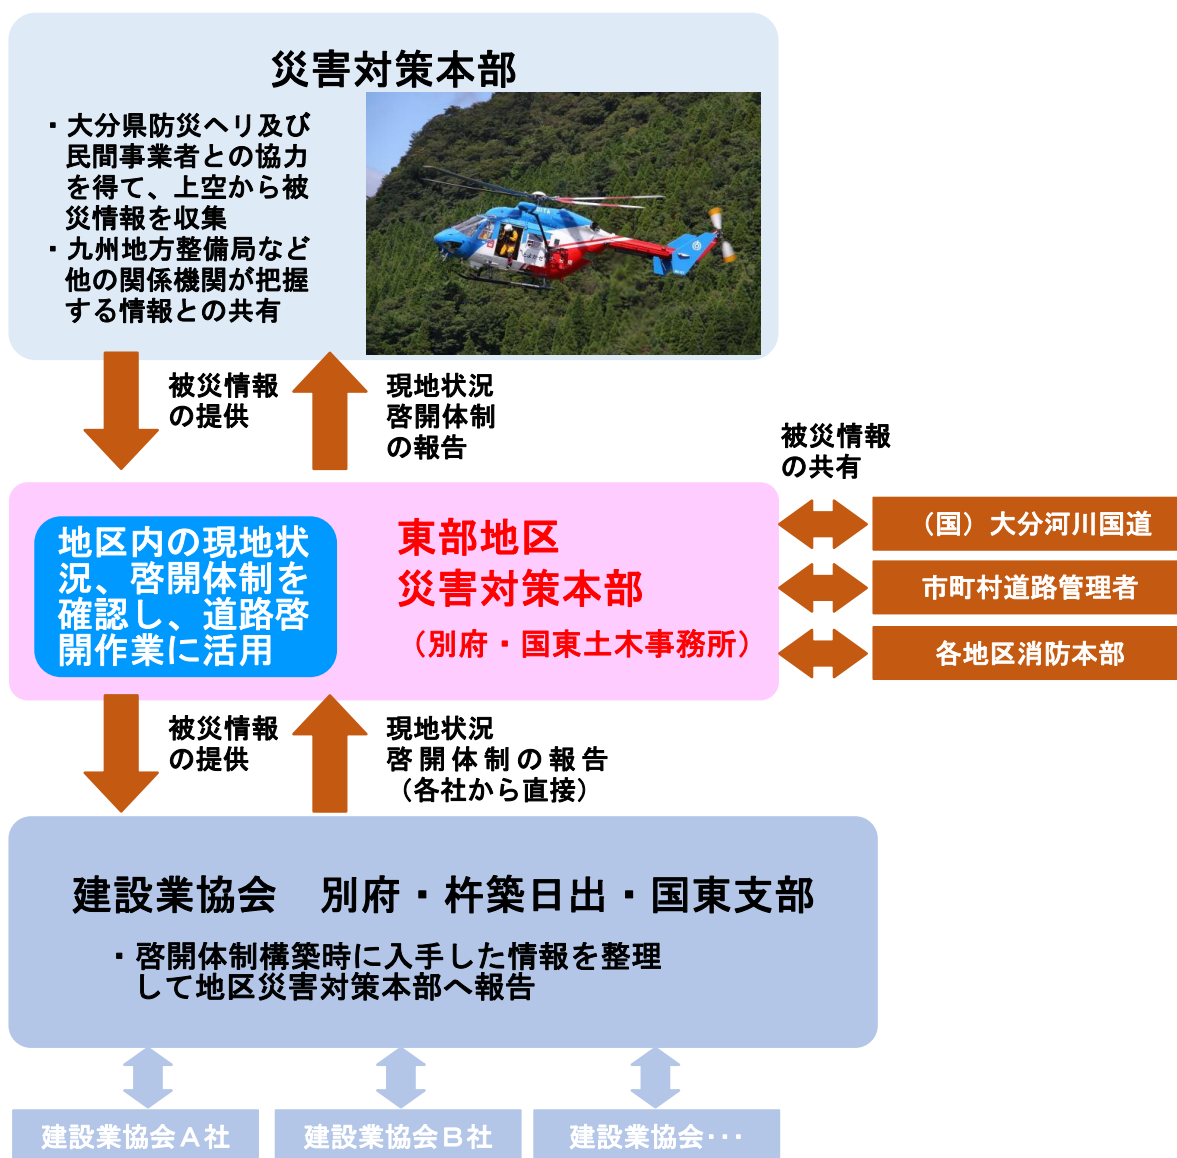 災害対策本部
・大分県防災ヘリ及び
民間事業者との協力
を得て、上空から被
災情報を収集
・九州地方整備局など
他の関係機関が把握
する情報との共有
被災情報
の提供
現地状況
啓開体制
の報告
被災情報
の共有
地区内の現地状
況、啓開体制を
確認し、道路啓
開作業に活用
東部地区
災害対策本部
（別府・国東土木事務所）
（国）大分河川国道
市町村道路管理者
各地区消防本部
被災情報
の提供
現地状況
啓開体制の報告
（各社から直接）
建設業協会　別府・杵築日出・国東支部
・啓開体制構築時に入手した情報を整理
して地区災害対策本部へ報告
建設業協会Ａ社
建設業協会Ｂ社
建設業協会･･･